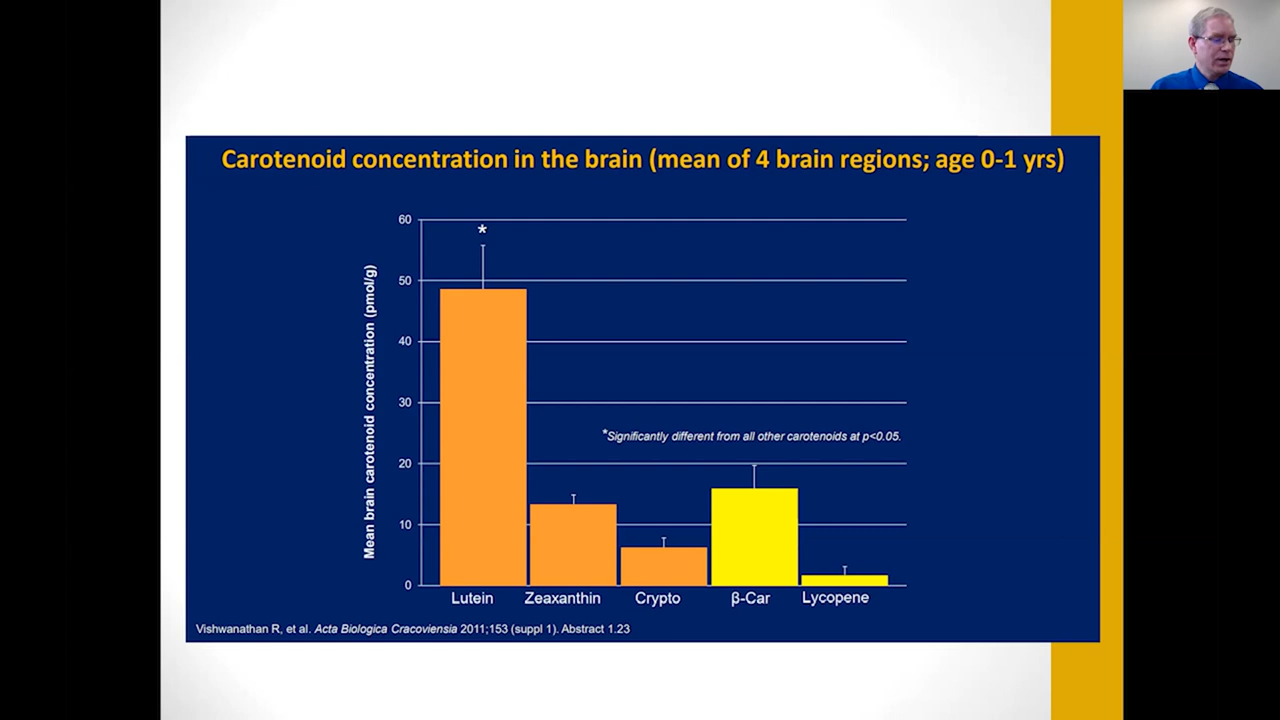 Carotenoid concentration in the brain (mean of 4 brain regions; age 0-1 yrs)
Mean brain carotenoid concentration (pmol/g)
60
*
50
40
30
*Significantly different from all other carotenoids at p<0.05.
20
10
0
Lutein
Zeaxanthin
Crypto
β-Car
Lycopene
Vishwanathan R, et al. Acta Biologica Cracoviensia 2011;153 (suppl 1). Abstract 1.23